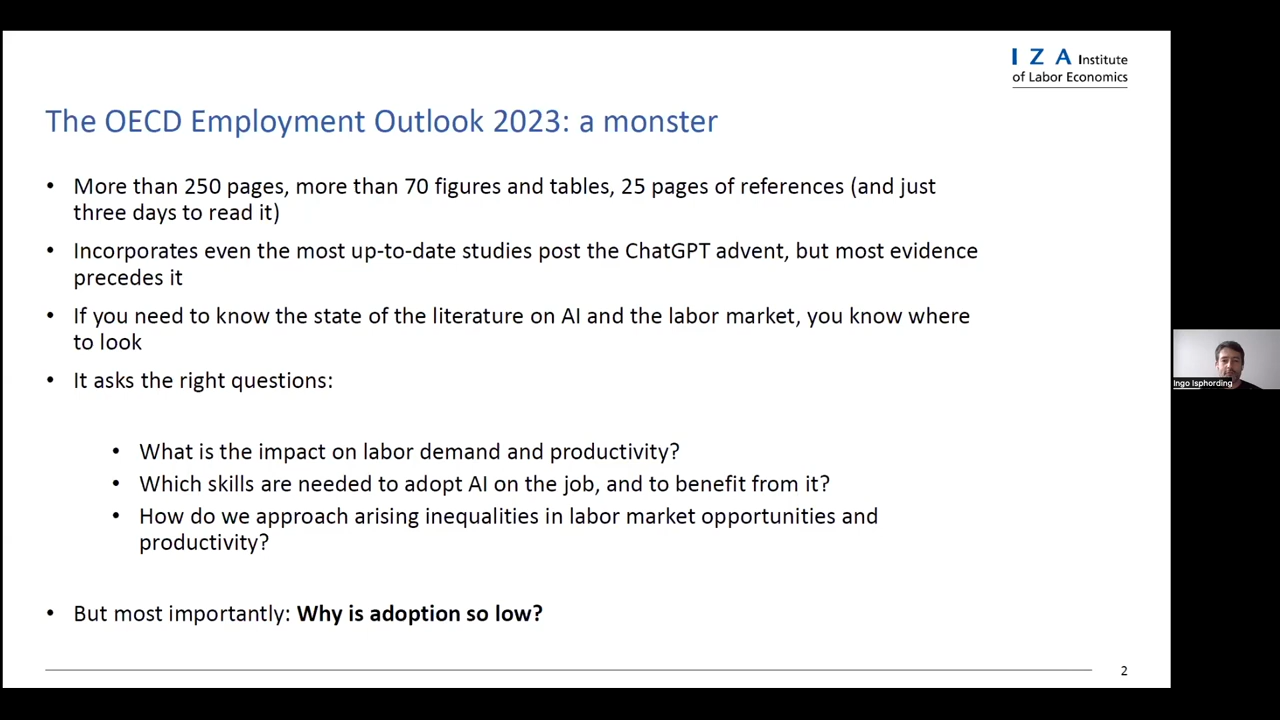 I Z A Institute
of Labor Economics
The OECD Employment Outlook 2023: a monster
• More than 250 pages, more than 70 figures and tables, 25 pages of references (and just
three days to read it)
• Incorporates even the most up-to-date studies post the ChatGPT advent, but most evidence
precedes it
• If you need to know the state of the literature on AI and the labor market, you know where
to look
• It asks the right questions:
• What is the impact on labor demand and productivity?
• Which skills are needed to adopt AI on the job, and to benefit from it?
• How do we approach arising inequalities in labor market opportunities and
productivity?
• But most importantly: Why is adoption so low?
2
Ingo Isphording